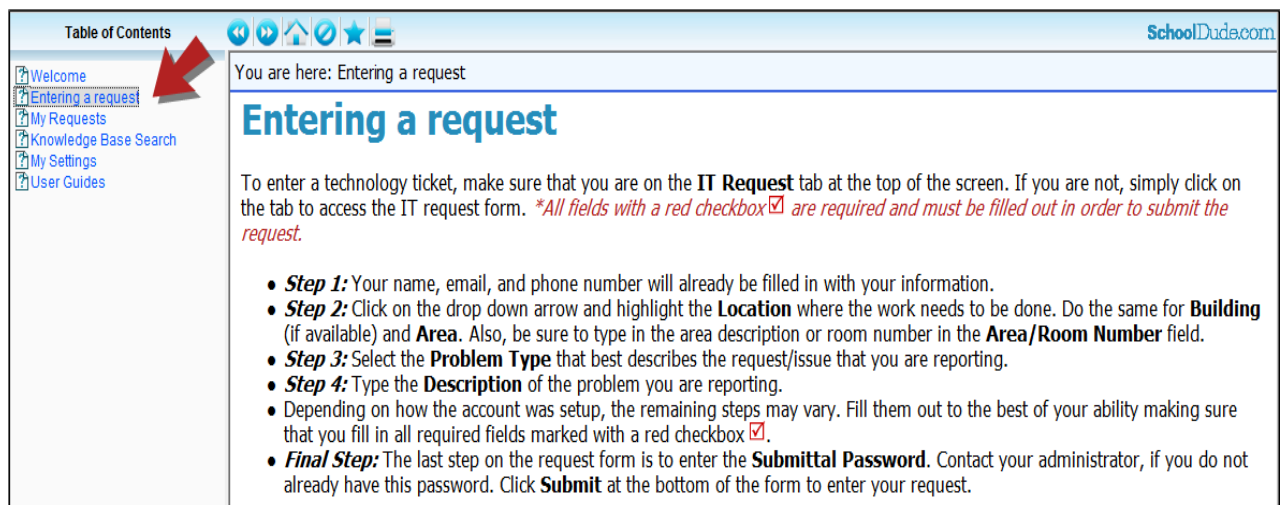 Table of Contents
SchoolDude.com
Welcome
Entering a request
My Requests
Knowledge Base Search
My Settings
User Guides
You are here: Entering a request
Entering a request
To enter a technology ticket, make sure that you are on the IT Request tab at the top of the screen. If you are not, simply click on
the tab to access the IT request form. *All fields with a red checkbox ☑ are required and must be filled out in order to submit the
request.
• Step 1: Your name, email, and phone number will already be filled in with your information.
• Step 2: Click on the drop down arrow and highlight the Location where the work needs to be done. Do the same for Building
(if available) and Area. Also, be sure to type in the area description or room number in the Area/Room Number field.
• Step 3: Select the Problem Type that best describes the request/issue that you are reporting.
• Step 4: Type the Description of the problem you are reporting.
• Depending on how the account was setup, the remaining steps may vary. Fill them out to the best of your ability making sure
that you fill in all required fields marked with a red checkbox ☑.
• Final Step: The last step on the request form is to enter the Submittal Password. Contact your administrator, if you do not
already have this password. Click Submit at the bottom of the form to enter your request.